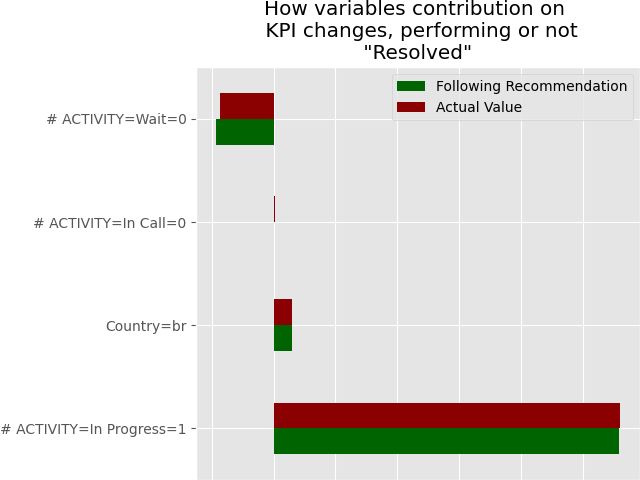 How variables contribution on
KPI changes, performing or not
"Resolved"
Following Recommendation
Actual Value
# ACTIVITY=Wait=0
# ACTIVITY=In Call=0
Country=br
# ACTIVITY=In Progress=1